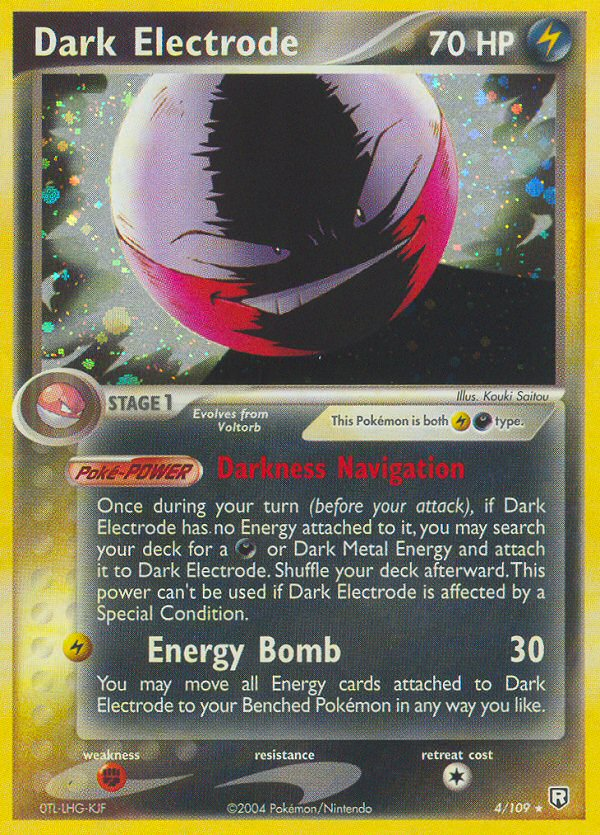 Dark Electrode 70 HP
Illus. Kouki Saitou
STAGE 1
Evolves from
Voltorb
This Pokémon is both type.
Poké-POWER Darkness Navigation
Once during your turn (before your attack), if Dark
Electrode has no Energy attached to it, you may search
your deck for a or Dark Metal Energy and attach
it to Dark Electrode. Shuffle your deck afterward. This
power can't be used if Dark Electrode is affected by a
Special Condition.
Energy Bomb 30
You may move all Energy cards attached to Dark
Electrode to your Benched Pokémon in any way you like.
weakness resistance retreat cost
0TL-LHG-KJF ©2004 Pokémon/Nintendo 4/109 ★ R